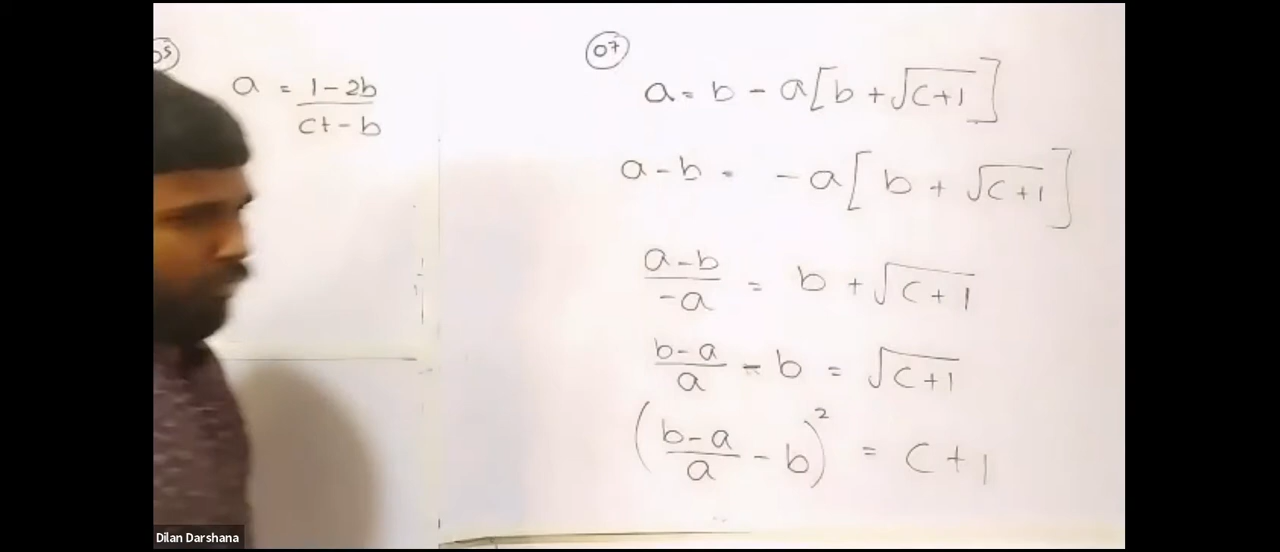 05
a = 1-2b / ct-b
07
a = b - a[b + √c+1]
a-b = -a[b + √c+1]
a-b / -a = b + √c+1
b-a / a - b = √c+1
(b-a / a - b)² = c+1
Dilan Darshana